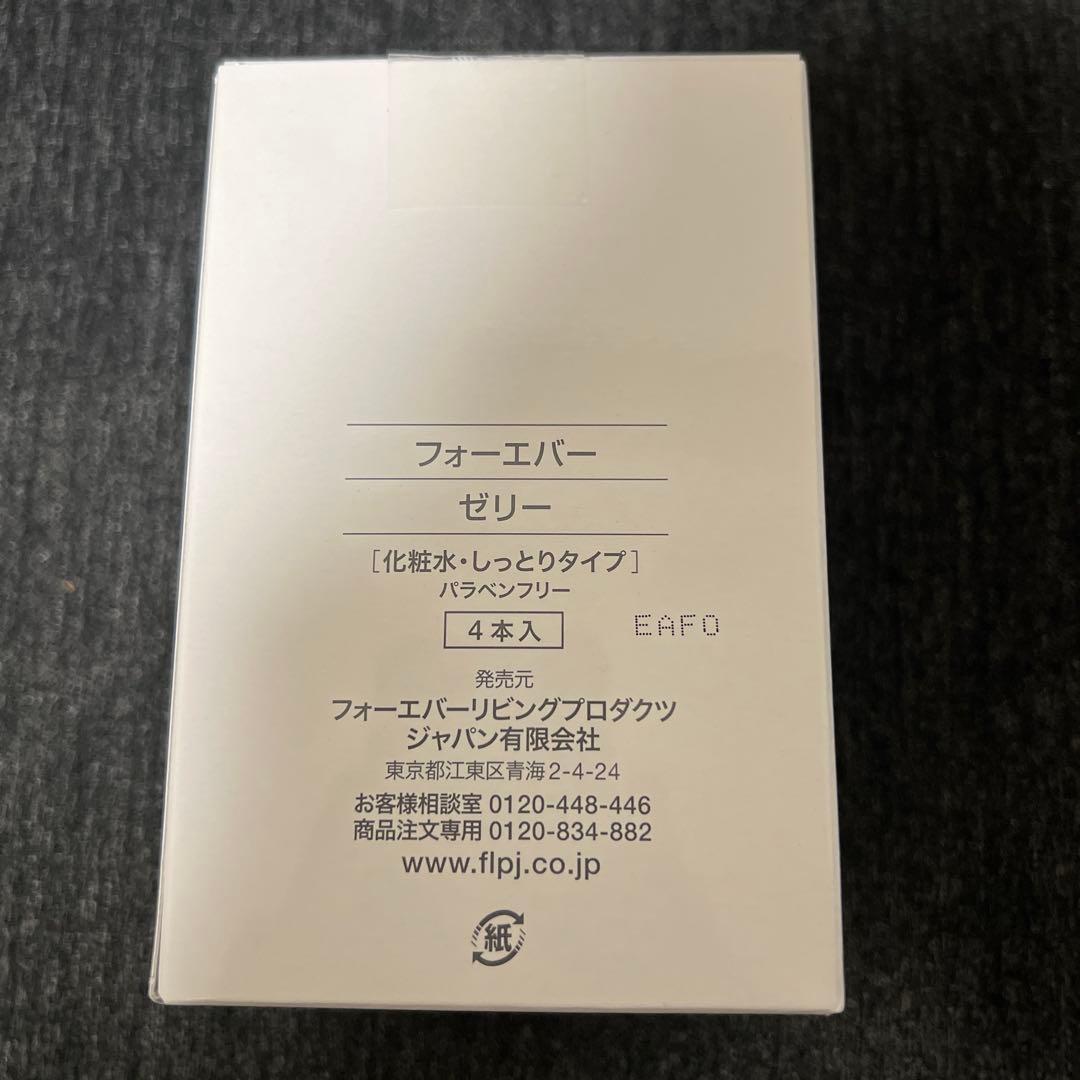 フォーエバー
ゼリー
[化粧水・しっとりタイプ]
パラベンフリー
4本入
EAFO
発売元
フォーエバーリビングプロダクツ
ジャパン有限会社
東京都江東区青海2-4-24
お客様相談室 0120-448-446
商品注文専用 0120-834-882
www.flpj.co.jp
紙